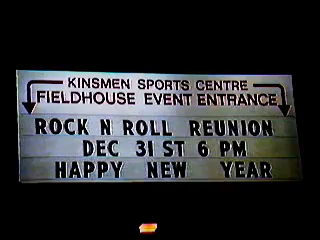 KINSMEN SPORTS CENTRE
FIELDHOUSE EVENT ENTRANCE
ROCK N ROLL REUNION
DEC 31 ST 6 PM
HAPPY NEW YEAR